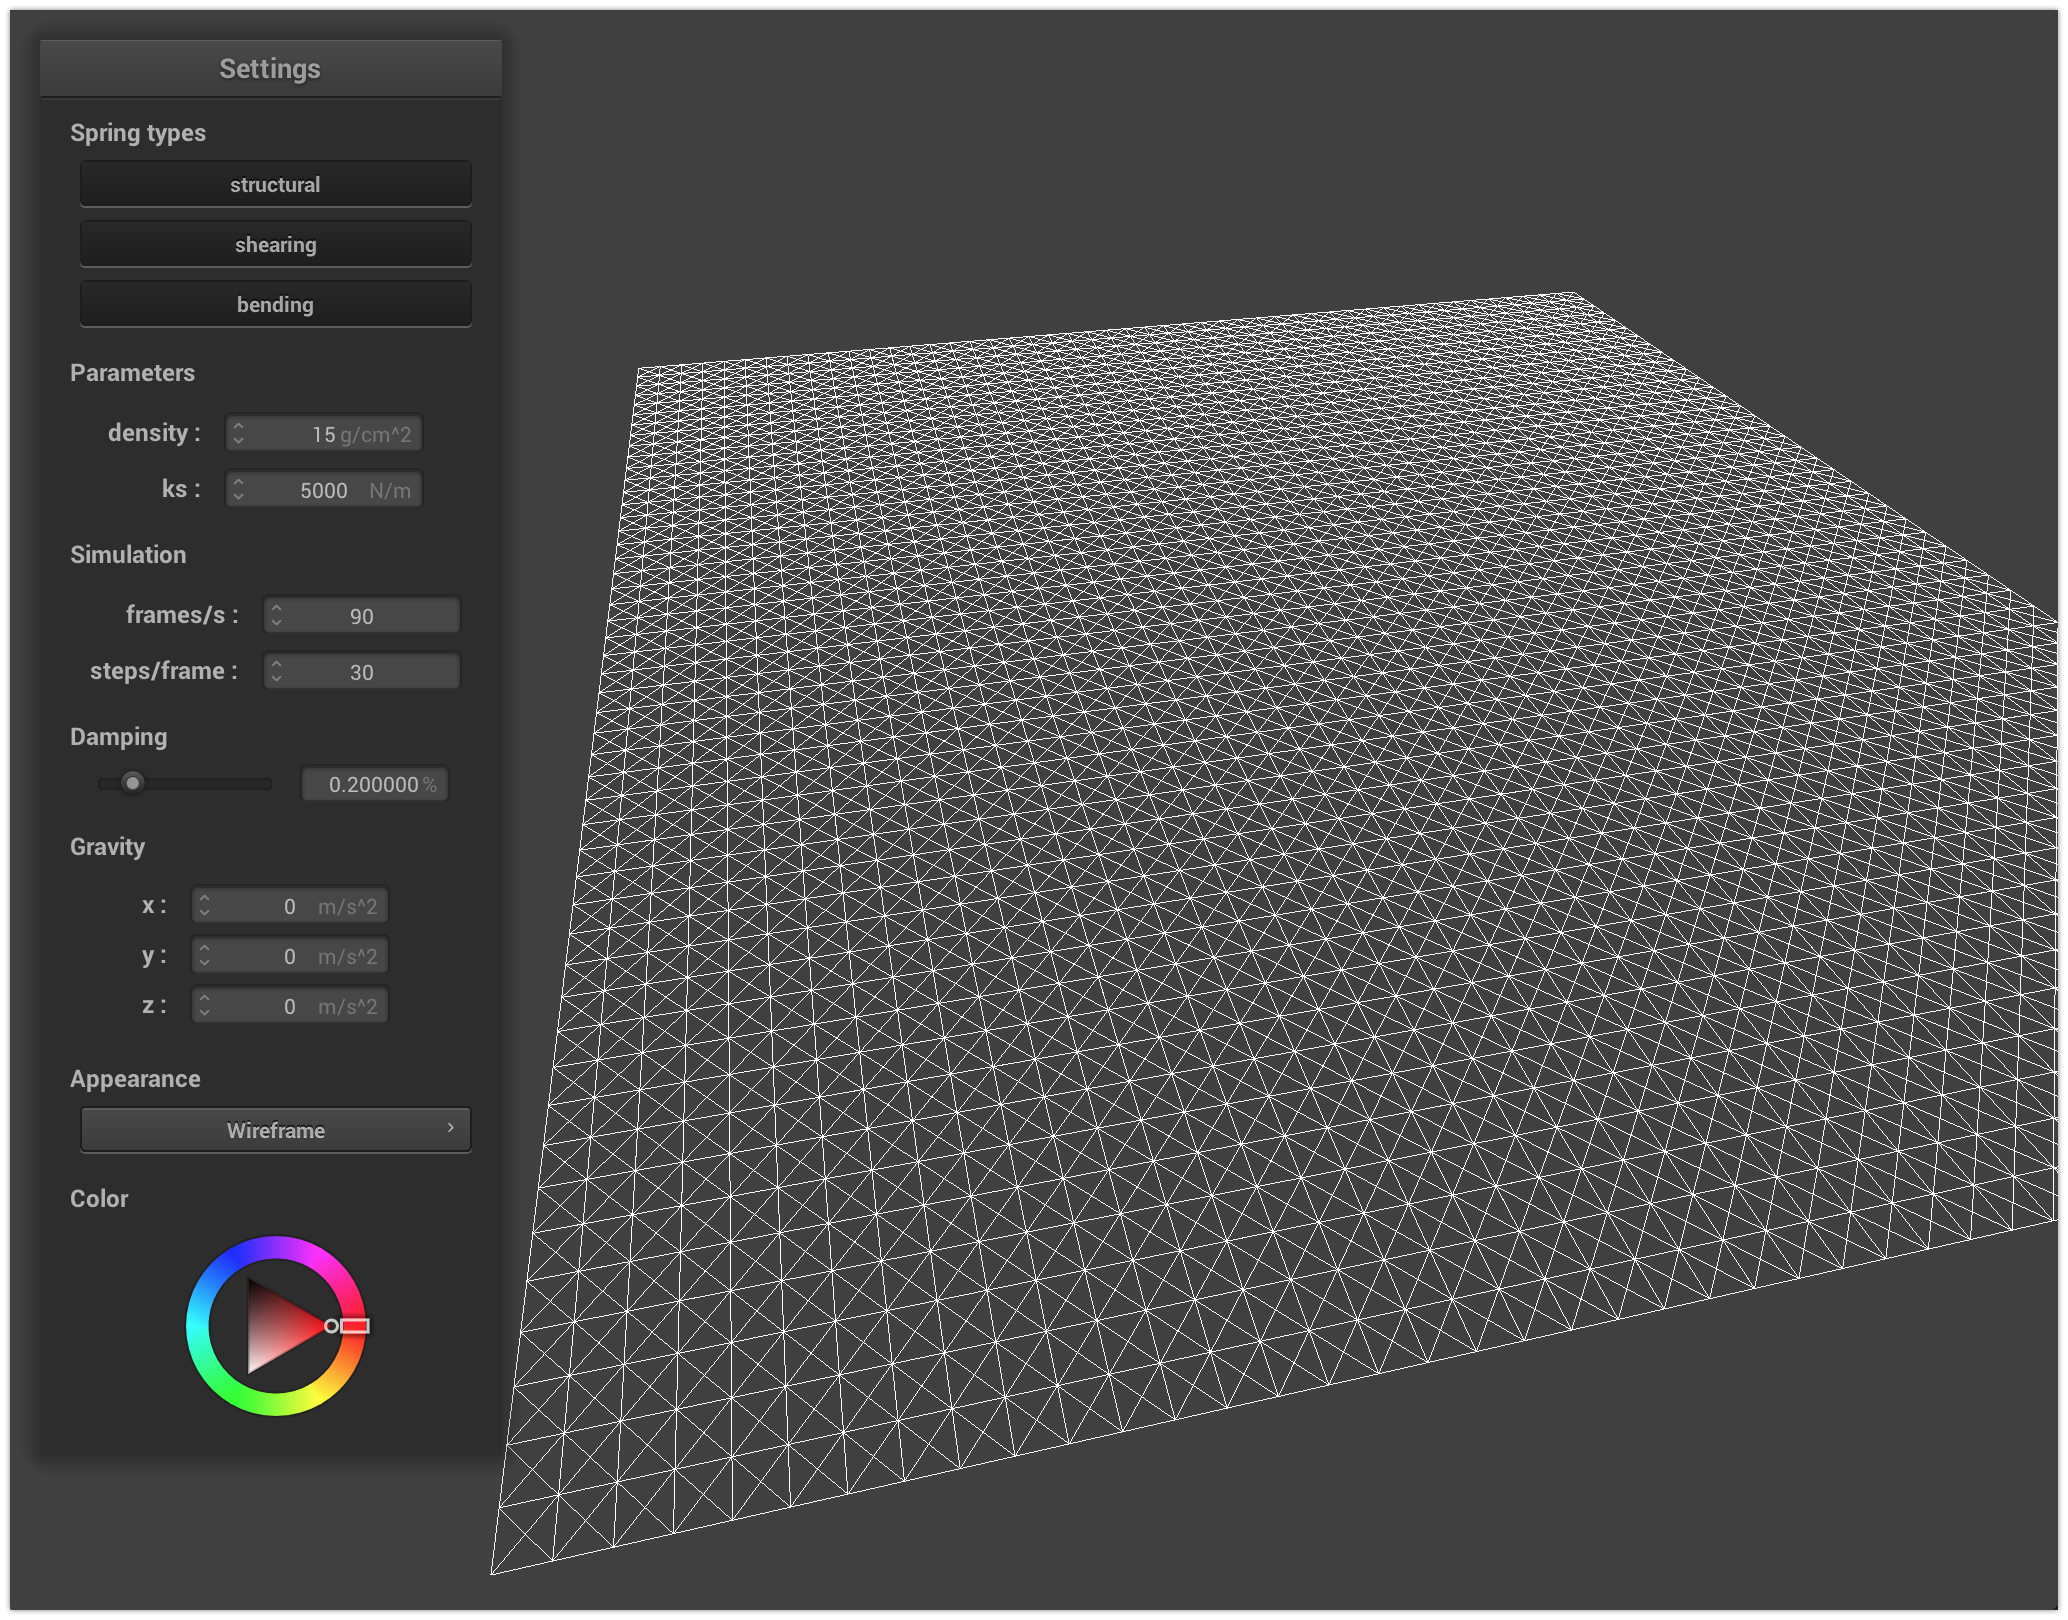 Settings
Spring types
structural
shearing
bending
Parameters
density : 15 g/cm^2
ks : 5000 N/m
Simulation
frames/s : 90
steps/frame : 30
Damping
0.200000 %
Gravity
x : 0 m/s^2
y : 0 m/s^2
z : 0 m/s^2
Appearance
Wireframe ›
Color